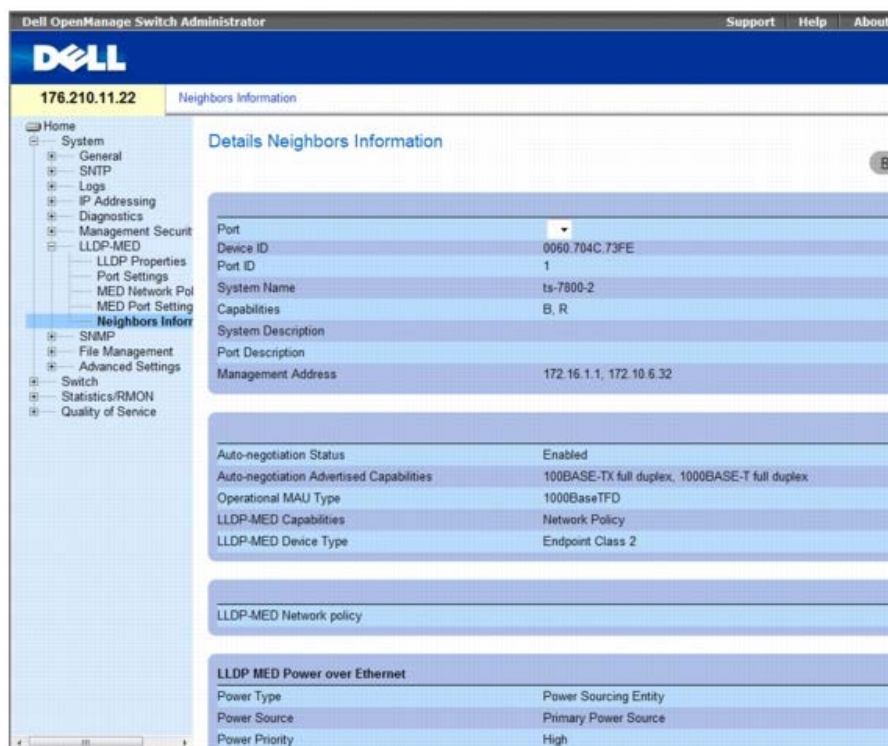 Dell OpenManage Switch Administrator
Support Help About
DELL
176.210.11.22
Neighbors Information
Home
System
General
SNTP
Logs
IP Addressing
Diagnostics
Management Securit
LLDP-MED
LLDP Properties
Port Settings
MED Network Pol
MED Port Setting
Neighbors Inforr
SNMP
File Management
Advanced Settings
Switch
Statistics/RMON
Quality of Service
Details Neighbors Information
Port
Device ID 0060.704C.73FE
Port ID 1
System Name ts-7800-2
Capabilities B, R
System Description
Port Description
Management Address 172.16.1.1, 172.10.6.32
Auto-negotiation Status Enabled
Auto-negotiation Advertised Capabilities 100BASE-TX full duplex, 1000BASE-T full duplex
Operational MAU Type 1000BaseTFD
LLDP-MED Capabilities Network Policy
LLDP-MED Device Type Endpoint Class 2
LLDP-MED Network policy
LLDP MED Power over Ethernet
Power Type Power Sourcing Entity
Power Source Primary Power Source
Power Priority High